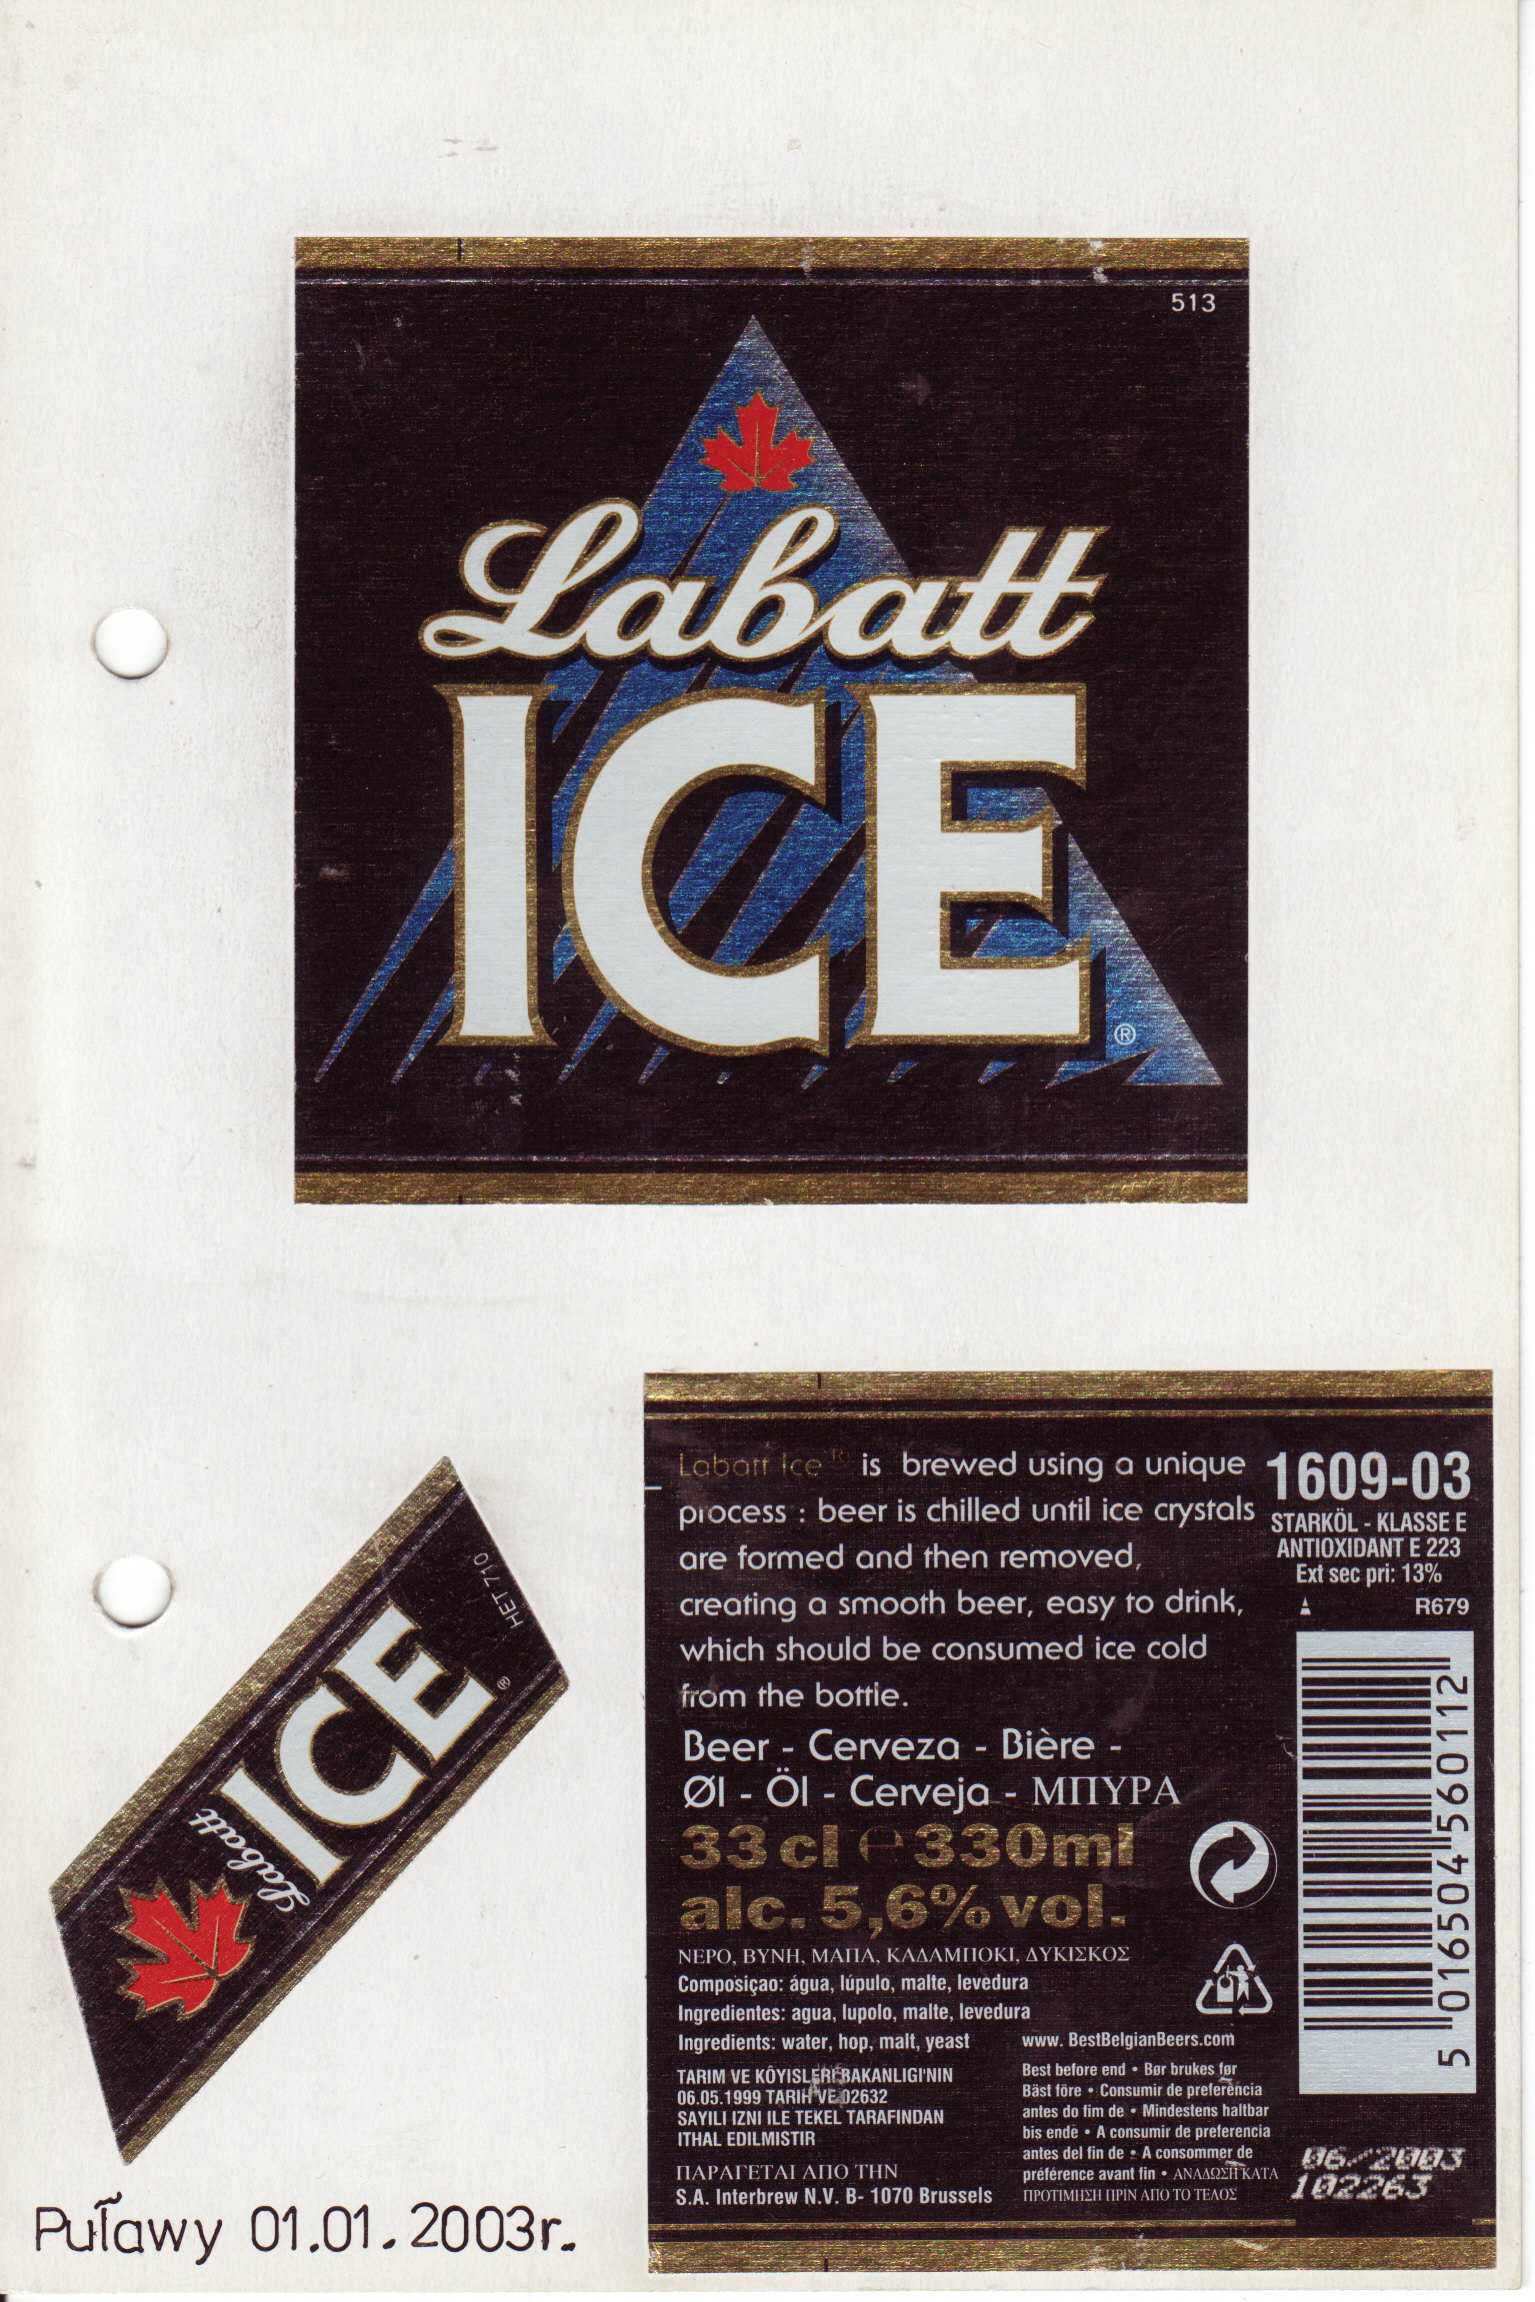 513
Labatt
ICE
®
HET 710
Labatt
ICE
®
Labatt Ice ® is brewed using a unique
process : beer is chilled until ice crystals
are formed and then removed,
creating a smooth beer, easy to drink,
which should be consumed ice cold
from the bottle.
Beer - Cerveza - Bière -
Øl - Öl - Cerveja - ΜΠΥΡΑ
33 cl e 330ml
alc. 5,6% vol.
ΝΕΡΟ, ΒΥΝΗ, ΜΑΠΑ, ΚΑΔΑΜΠΟΚΙ, ΔΥΚΙΣΚΟΣ
Composiçao: água, lúpulo, malte, levedura
Ingredientes: agua, lupolo, malte, levedura
Ingredients: water, hop, malt, yeast
TARIM VE KÖYISLERI BAKANLIGI'NIN
06.05.1999 TARIH VE 02632
SAYILI IZNI ILE TEKEL TARAFINDAN
ITHAL EDILMISTIR
ΠΑΡΑΓΕΤΑΙ ΑΠΟ ΤΗΝ
S.A. Interbrew N.V. B- 1070 Brussels
www. BestBelgianBeers.com
Best before end • Bør brukes før
Bäst före • Consumir de preferência
antes do fim de • Mindestens haltbar
bis ende • A consumir de preferencia
antes del fin de • A consommer de
préférence avant fin • ΑΝΑΔΩΣΗ ΚΑΤΑ
ΠΡΟΤΙΜΗΣΗ ΠΡΙΝ ΑΠΟ ΤΟ ΤΕΛΟΣ
1609-03
STARKÖL - KLASSE E
ANTIOXIDANT E 223
Ext sec pri: 13%
R679
5 016504 560112
06/2003
102263
Puławy 01.01.2003r.